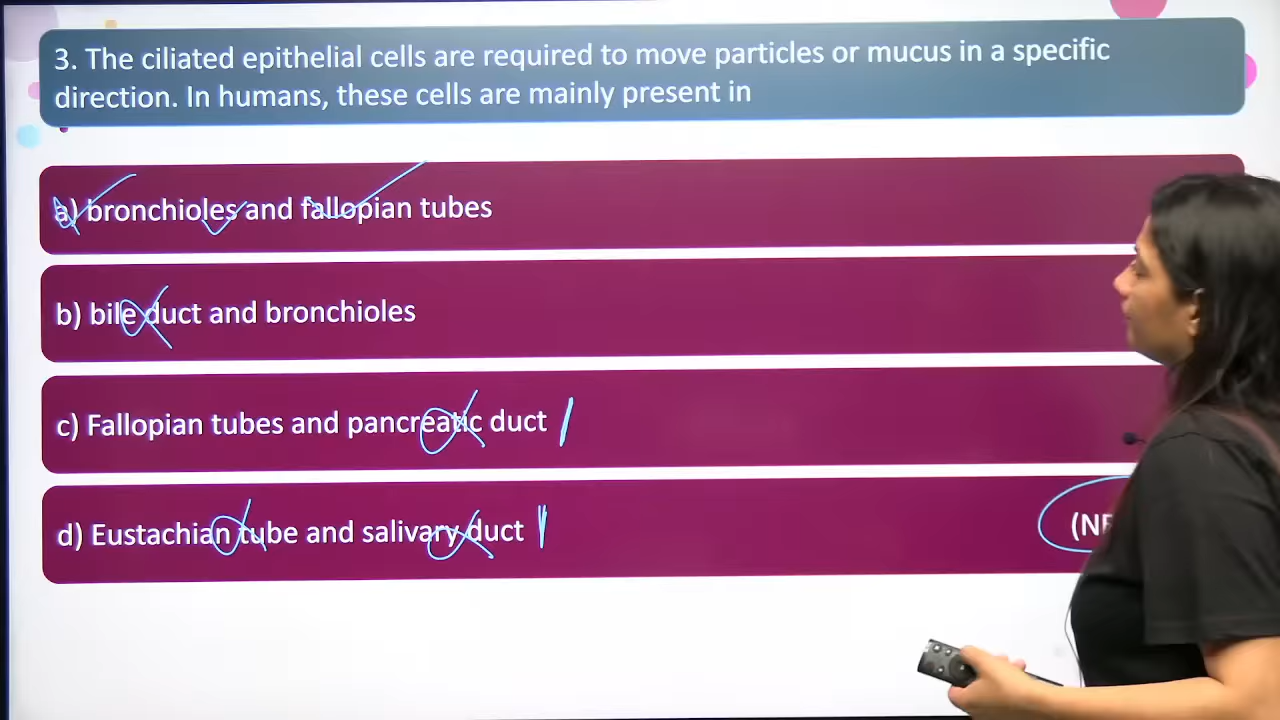 3. The ciliated epithelial cells are required to move particles or mucus in a specific
direction. In humans, these cells are mainly present in
a) bronchioles and fallopian tubes
b) bile duct and bronchioles
c) Fallopian tubes and pancreatic duct
d) Eustachian tube and salivary duct